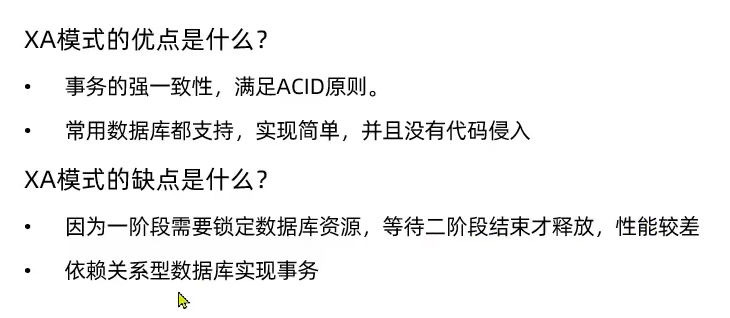 XA模式的优点是什么？
• 事务的强一致性，满足ACID原则。
• 常用数据库都支持，实现简单，并且没有代码侵入
XA模式的缺点是什么？
• 因为一阶段需要锁定数据库资源，等待二阶段结束才释放，性能较差
• 依赖关系型数据库实现事务